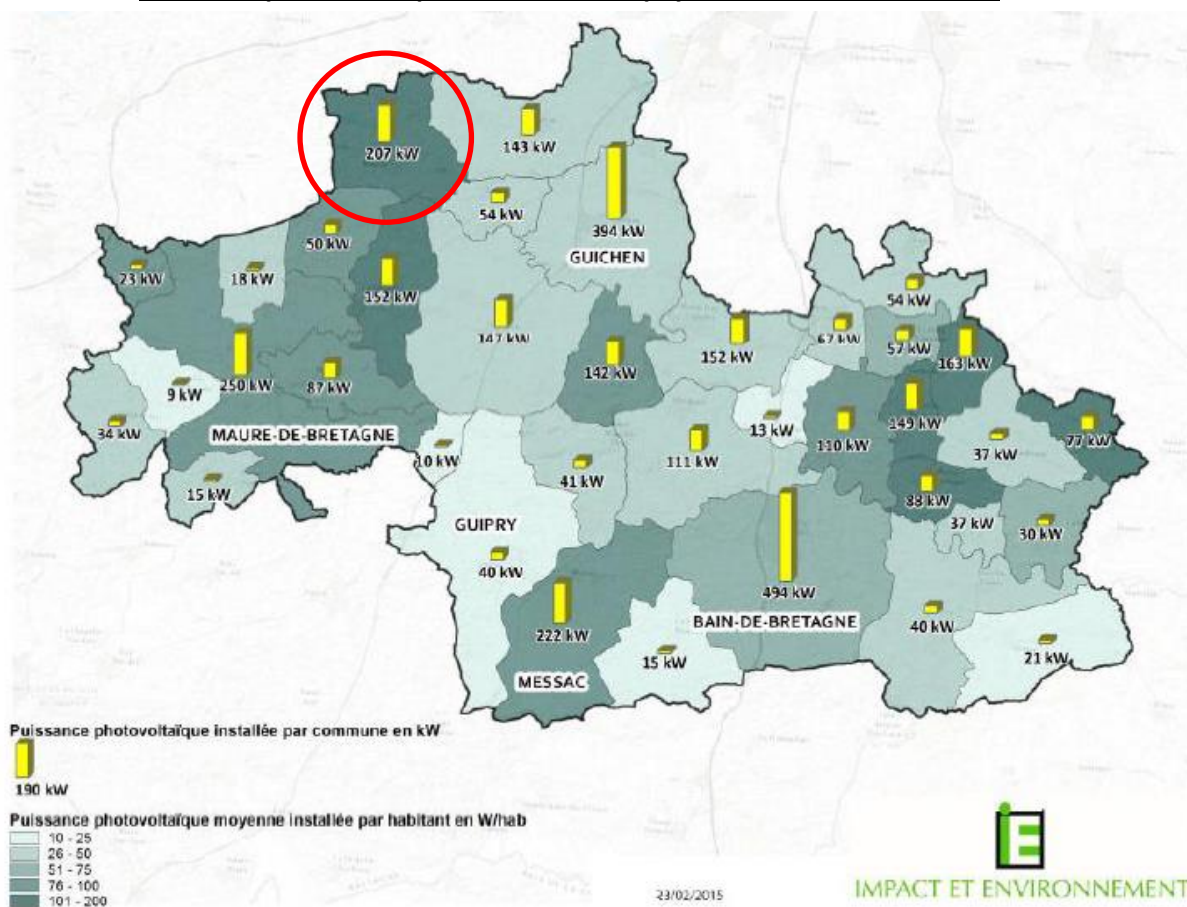 207 kW
143 kW
54 kW
394 kW
GUICHEN
50 kW
23 kW
18 kW
152 kW
54 kW
147 kW
152 kW
67 kW
57 kW
163 kW
250 kW
87 kW
142 kW
9 kW
149 kW
13 kW
110 kW
34 kW
MAURE-DE-BRETAGNE
10 kW
111 kW
37 kW
77 kW
41 kW
15 kW
88 kW
GUIPRY
37 kW
30 kW
40 kW
494 kW
222 kW
BAIN-DE-BRETAGNE
40 kW
15 kW
21 kW
MESSAC
Puissance photovoltaïque installée par commune en kW
190 kW
Puissance photovoltaïque moyenne installée par habitant en W/hab
10 - 25
26 - 50
51 - 75
76 - 100
101 - 200
23/02/2015
iE
IMPACT ET ENVIRONNEMENT